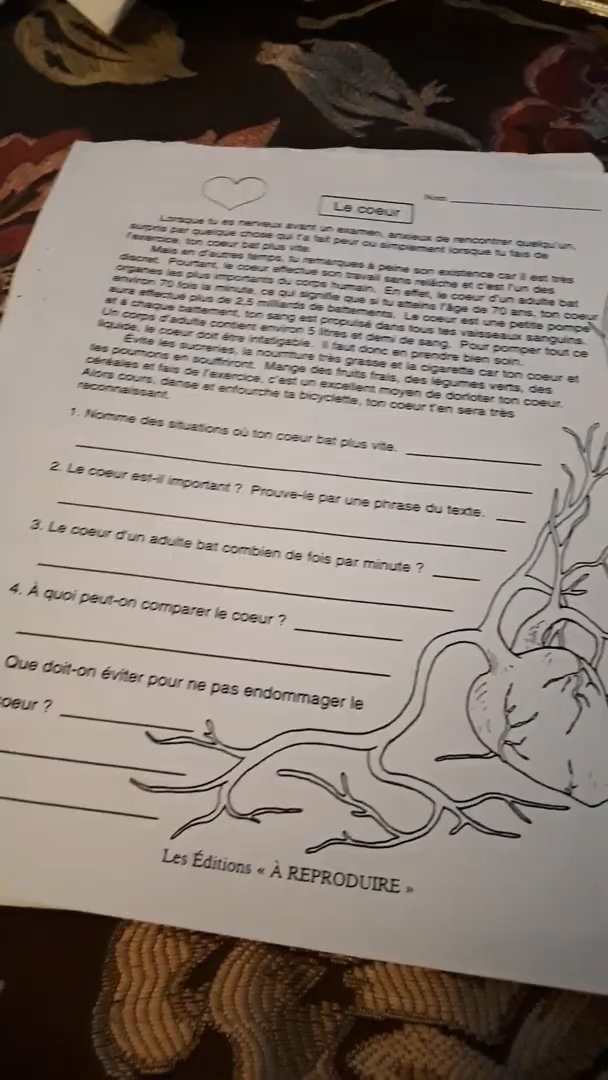 Nom
Le coeur
Lorsque tu es nerveux avant un examen, anxieux de rencontrer quelqu'un,
surpris par quelque chose qui t'a fait peur ou simplement lorsque tu fais de
l'exercice, ton coeur bat plus vite.
Mais en d'autres temps, tu remarques à peine son existence car il est très
discret. Pourtant, le coeur effectue son travail sans relâche et c'est l'un des
organes les plus importants du corps humain. En effet, le coeur d'un adulte bat
environ 70 fois la minute, ce qui signifie que si tu atteins l'âge de 70 ans, ton coeur
aura effectué plus de 2,5 milliards de battements. Le coeur est une petite pompe
et à chaque battement, ton sang est propulsé dans tous tes vaisseaux sanguins.
Un corps d'adulte contient environ 5 litres et demi de sang. Pour pomper tout ce
liquide, le coeur doit être infatigable. Il faut donc en prendre bien soin.
Évite les sucreries, la nourriture très grasse et la cigarette car ton coeur et
tes poumons en souffriront. Mange des fruits frais, des légumes verts, des
céréales et fais de l'exercice, c'est un excellent moyen de dorloter ton coeur.
Alors cours, danse et enfourche ta bicyclette, ton coeur t'en sera très
reconnaissant.
1. Nomme des situations où ton coeur bat plus vite.
2. Le coeur est-il important ? Prouve-le par une phrase du texte.
3. Le coeur d'un adulte bat combien de fois par minute ?
4. À quoi peut-on comparer le coeur ?
Que doit-on éviter pour ne pas endommager le
coeur ?
Les Éditions « À REPRODUIRE »